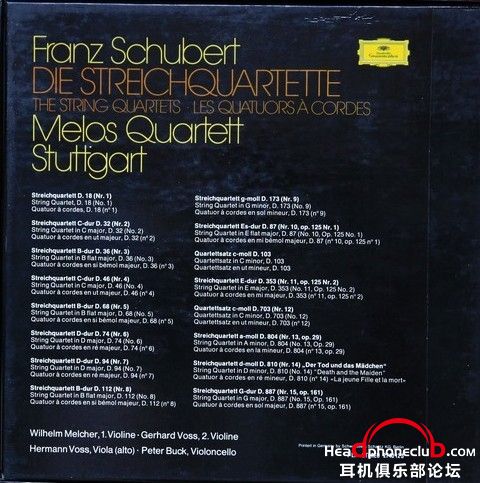 Franz Schubert
DIE STREICHQUARTETTE
THE STRING QUARTETS · LES QUATUORS À CORDES
Melos Quartett
Stuttgart
Deutsche
Grammophon
Streichquartett D. 18 (Nr. 1)
String Quartet, D. 18 (No. 1)
Quatuor à cordes, D. 18 (n° 1)
Streichquartett C-dur D. 32 (Nr. 2)
String Quartet in C major, D. 32 (No. 2)
Quatuor à cordes en ut majeur, D. 32 (n° 2)
Streichquartett B-dur D. 36 (Nr. 3)
String Quartet in B flat major, D. 36 (No. 3)
Quatuor à cordes en si bémol majeur, D. 36 (n° 3)
Streichquartett C-dur D. 46 (Nr. 4)
String Quartet in C major, D. 46 (No. 4)
Quatuor à cordes en ut majeur, D. 46 (n° 4)
Streichquartett B-dur D. 68 (Nr. 5)
String Quartet in B flat major, D. 68 (No. 5)
Quatuor à cordes en si bémol majeur, D. 68 (n° 5)
Streichquartett D-dur D. 74 (Nr. 6)
String Quartet in D major, D. 74 (No. 6)
Quatuor à cordes en ré majeur, D. 74 (n° 6)
Streichquartett D-dur D. 94 (Nr. 7)
String Quartet in D major, D. 94 (No. 7)
Quatuor à cordes en ré majeur, D. 94 (n° 7)
Streichquartett B-dur D. 112 (Nr. 8)
String Quartet in B flat major, D. 112 (No. 8)
Quatuor à cordes en si bémol majeur, D. 112 (n° 8)
Streichquartett g-moll D. 173 (Nr. 9)
String Quartet in G minor, D. 173 (No. 9)
Quatuor à cordes en sol mineur, D. 173 (n° 9)
Streichquartett Es-dur D. 87 (Nr. 10, op. 125 Nr. 1)
String Quartet in E flat major, D. 87 (No. 10, Op. 125 No. 1)
Quatuor à cordes en mi bémol majeur, D. 87 (n° 10, op. 125 n° 1)
Quartettsatz c-moll D. 103
Quartettsatz in C minor, D. 103
Quartettsatz en ut mineur, D. 103
Streichquartett E-dur D. 353 (Nr. 11, op. 125 Nr. 2)
String Quartet in E major, D. 353 (No. 11, Op. 125 No. 2)
Quatuor à cordes en mi majeur, D. 353 (n° 11, op. 125 n° 2)
Quartettsatz c-moll D. 703 (Nr. 12)
Quartettsatz in C minor, D. 703 (No. 12)
Quartettsatz en ut mineur, D. 703 (n° 12)
Streichquartett a-moll D. 804 (Nr. 13, op. 29)
String Quartet in A minor, D. 804 (No. 13, Op. 29)
Quatuor à cordes en la mineur, D. 804 (n° 13, op. 29)
Streichquartett d-moll D. 810 (Nr. 14) „Der Tod und das Mädchen“
String Quartet in D minor, D. 810 (No. 14) “Death and the Maiden”
Quatuor à cordes en ré mineur, D. 810 (n° 14) «La jeune Fille et la mort»
Streichquartett G-dur D. 887 (Nr. 15, op. 161)
String Quartet in G major, D. 887 (No. 15, Op. 161)
Quatuor à cordes en sol majeur, D. 887 (n° 15, op. 161)
Wilhelm Melcher, 1. Violine · Gerhard Voss, 2. Violine
Hermann Voss, Viola (alto) · Peter Buck, Violoncello
Printed in Germany by
Headphoneclub.com
耳机俱乐部论坛